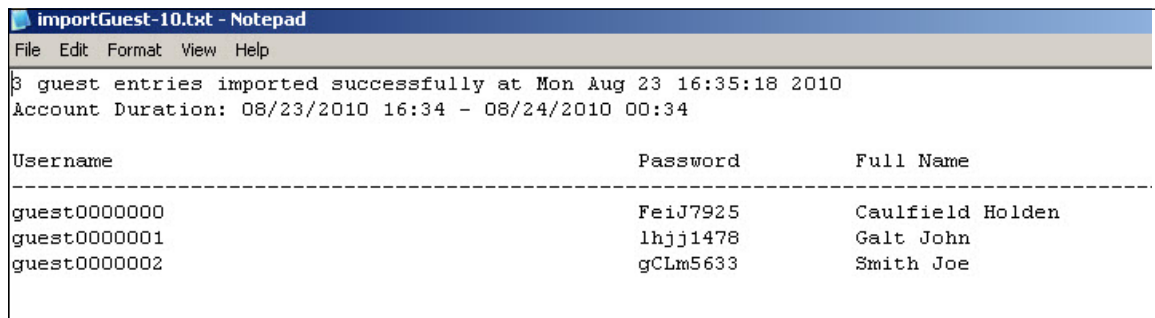 importGuest-10.txt - Notepad
File Edit Format View Help
3 guest entries imported successfully at Mon Aug 23 16:35:18 2010
Account Duration: 08/23/2010 16:34 - 08/24/2010 00:34
Username Password Full Name
guest0000000 FeiJ7925 Caulfield Holden
guest0000001 lhjj1478 Galt John
guest0000002 gCLm5633 Smith Joe